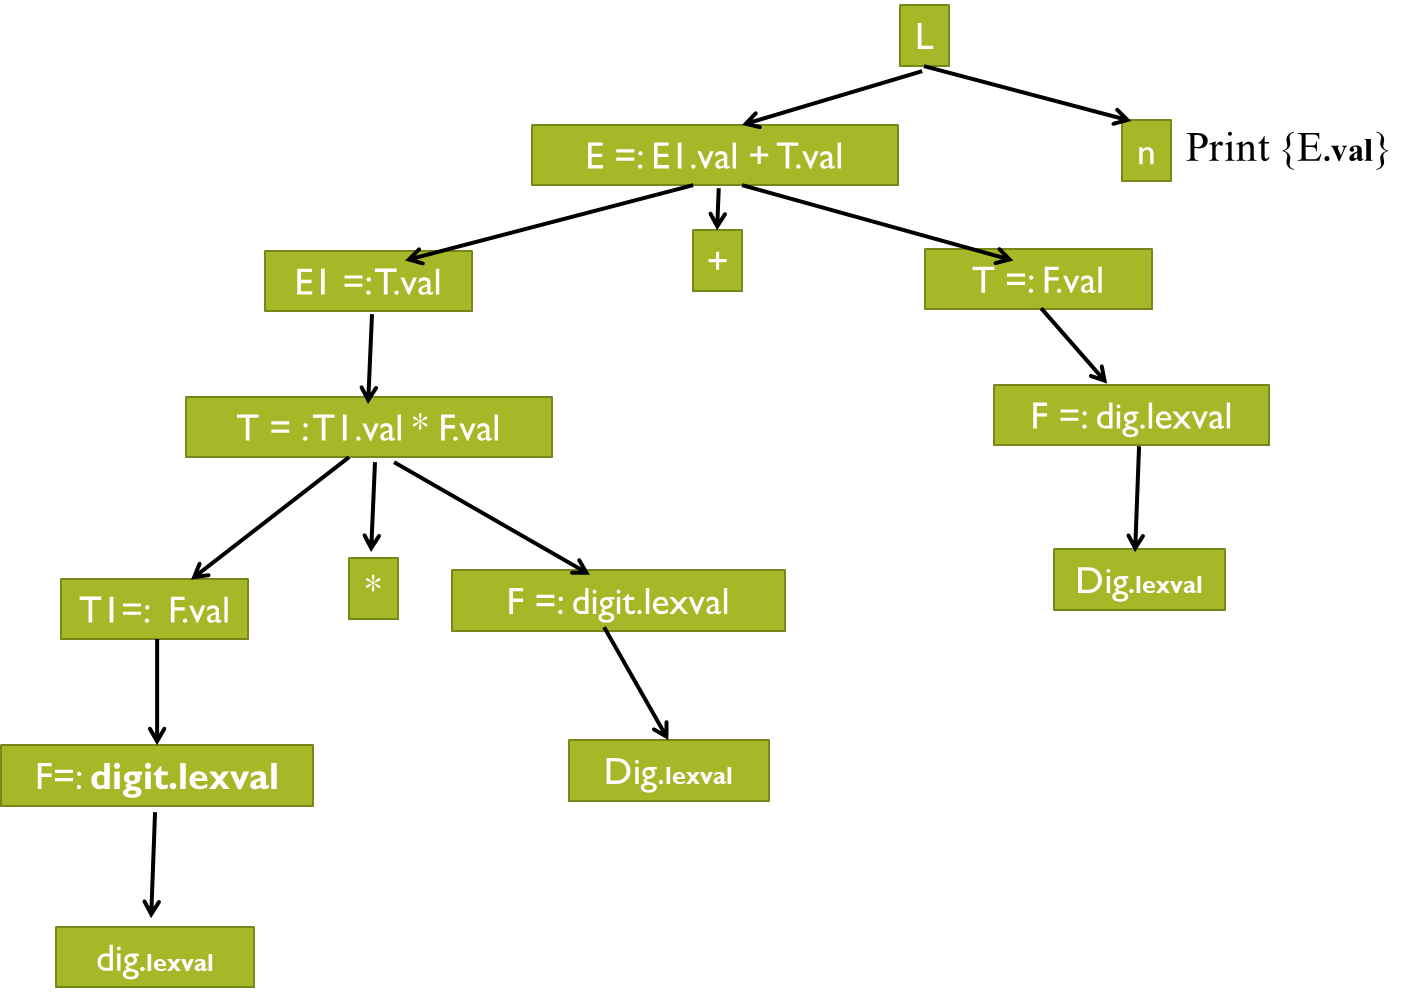 L
E =: E1.val + T.val
n
Print {E.val}
E1 =:T.val
+
T =: F.val
T = :T1.val * F.val
F =: dig.lexval
T1=: F.val
*
F =: digit.lexval
Dig.lexval
F=: digit.lexval
Dig.lexval
dig.lexval